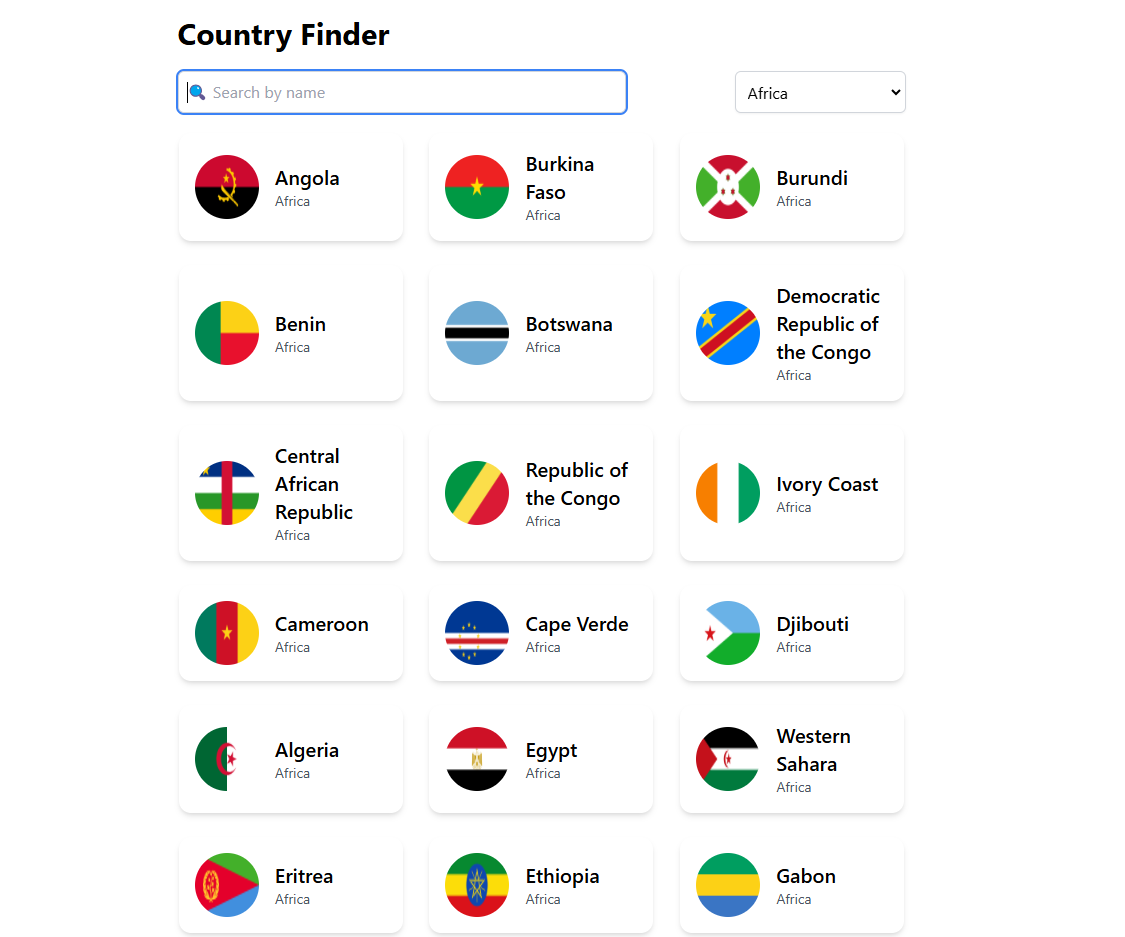 Country Finder
Search by name
Africa
Angola
Africa
Burkina
Faso
Africa
Burundi
Africa
Benin
Africa
Botswana
Africa
Democratic
Republic of
the Congo
Africa
Central
African
Republic
Africa
Republic of
the Congo
Africa
Ivory Coast
Africa
Cameroon
Africa
Cape Verde
Africa
Djibouti
Africa
Algeria
Africa
Egypt
Africa
Western
Sahara
Africa
Eritrea
Africa
Ethiopia
Africa
Gabon
Africa